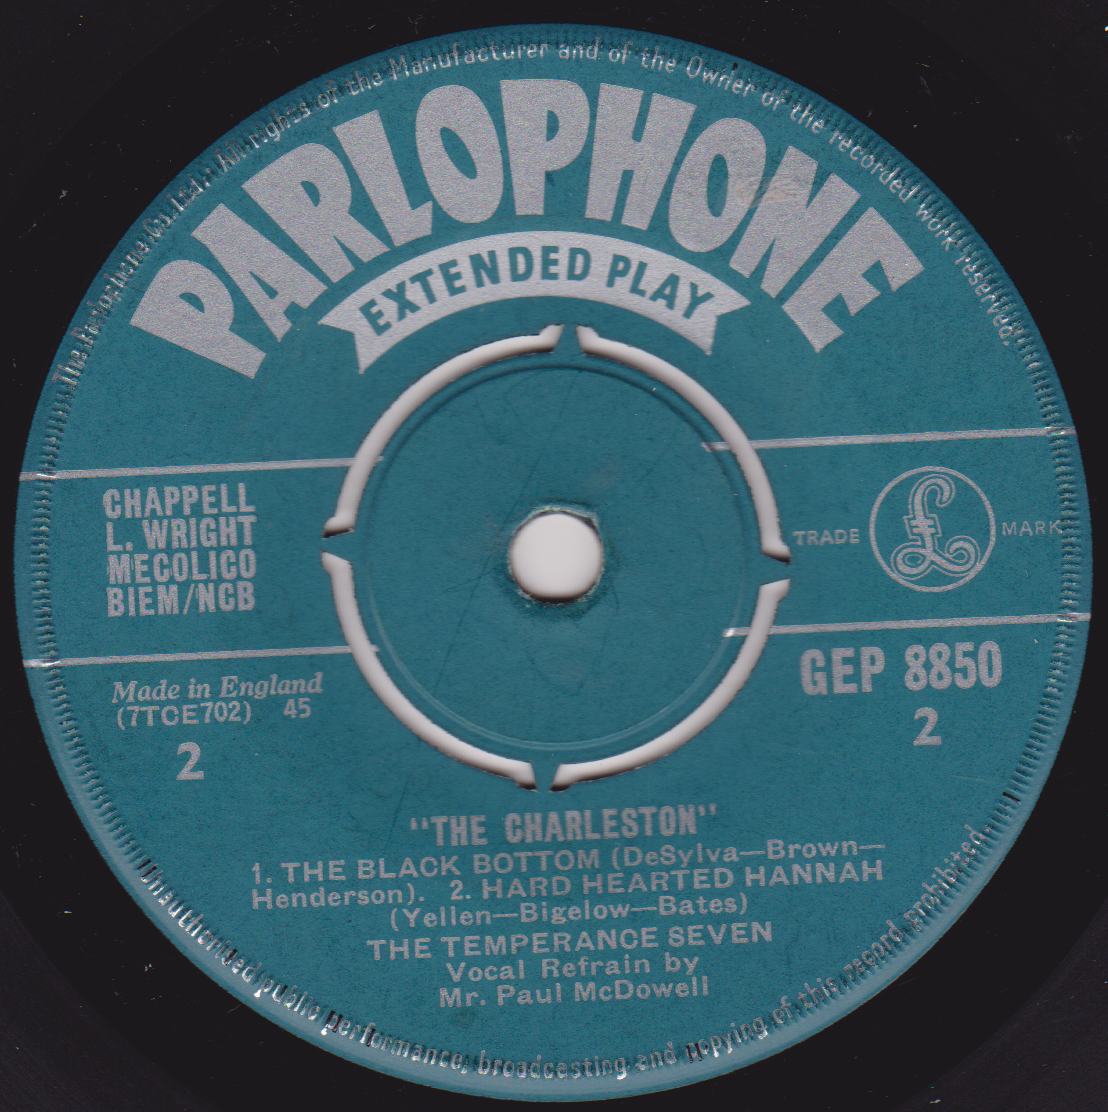 The Parlophone Co. Ltd. All rights of the Manufacturer and of the Owner of the recorded work reserved.
PARLOPHONE
EXTENDED PLAY
CHAPPELL
L. WRIGHT
MECOLICO
BIEM/NCB
TRADE £ MARK
Made in England
(7TCE702) 45
2
GEP 8850
2
"THE CHARLESTON"
1. THE BLACK BOTTOM (DeSylva—Brown—
Henderson). 2. HARD HEARTED HANNAH
(Yellen—Bigelow—Bates)
THE TEMPERANCE SEVEN
Vocal Refrain by
Mr. Paul McDowell
Unauthorised public performance, broadcasting and copying of this record prohibited.